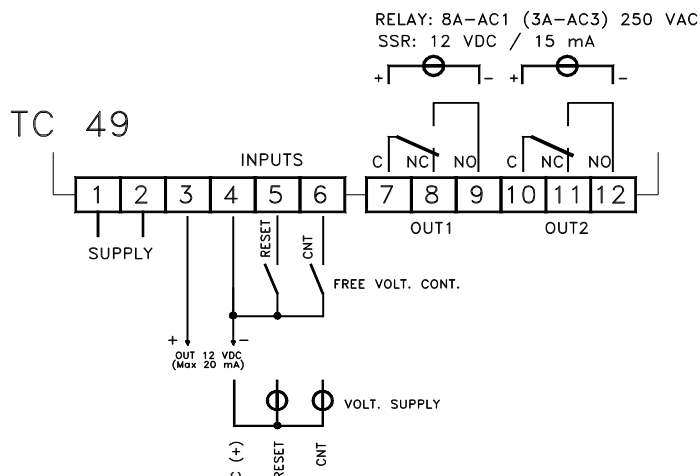 RELAY: 8A-AC1 (3A-AC3) 250 VAC
SSR: 12 VDC / 15 mA
+ - + -
TC 49
INPUTS
C NC NO C NC NO
1 2 3 4 5 6 7 8 9 10 11 12
SUPPLY
RESET
CNT
OUT1 OUT2
FREE VOLT. CONT.
+ -
OUT 12 VDC
(Max 20 mA)
VOLT. SUPPLY
C (+)
RESET
CNT